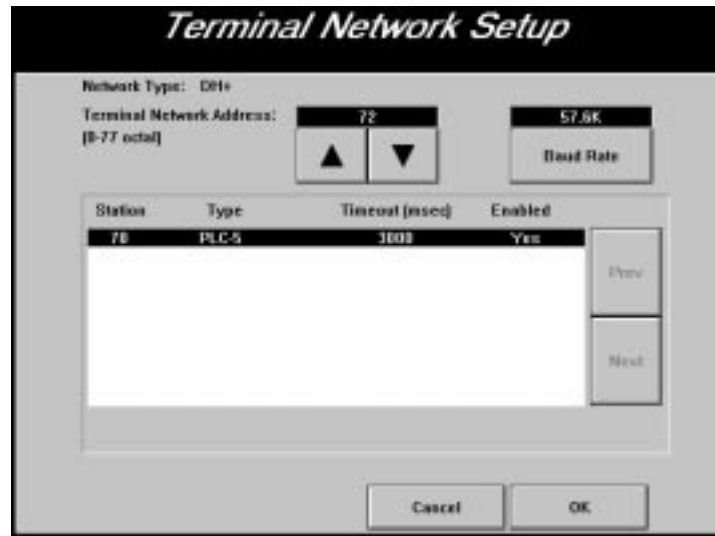 Terminal Network Setup
Network Type: DH+
Terminal Network Address:
(0-77 octal)
72
57.6K
Baud Rate
Station Type Timeout (msec) Enabled
70 PLC-5 3000 Yes
Prev
Next
Cancel OK